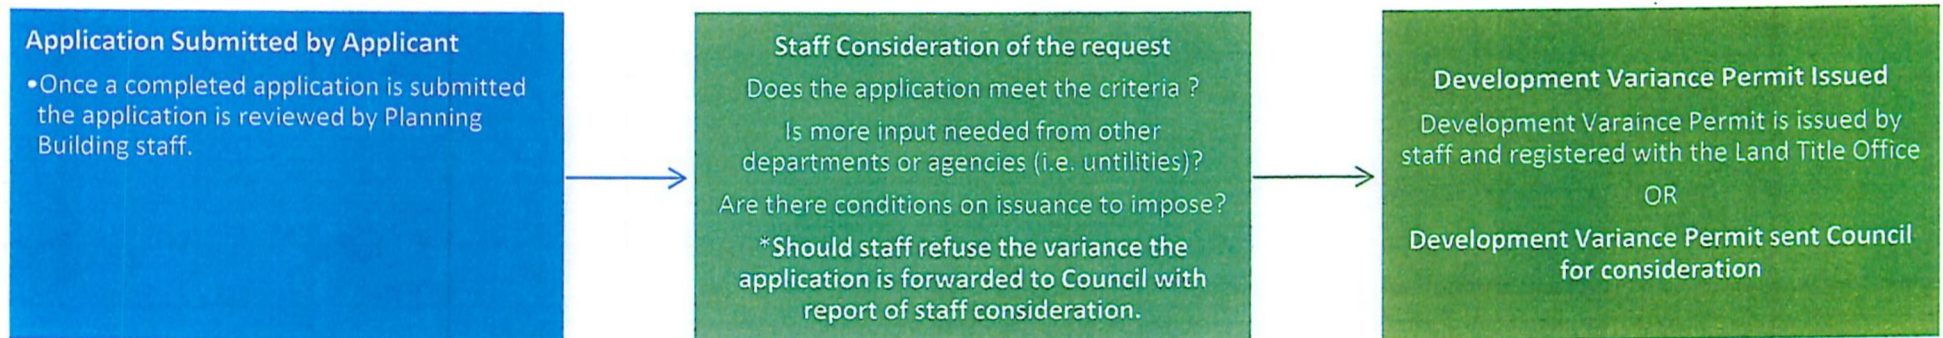 Application Submitted by Applicant
•Once a completed application is submitted
the application is reviewed by Planning
Building staff.
Staff Consideration of the request
Does the application meet the criteria ?
Is more input needed from other
departments or agencies (i.e. untilities)?
Are there conditions on issuance to impose?
*Should staff refuse the variance the
application is forwarded to Council with
report of staff consideration.
Development Variance Permit Issued
Development Varaince Permit is issued by
staff and registered with the Land Title Office
OR
Development Variance Permit sent Council
for consideration